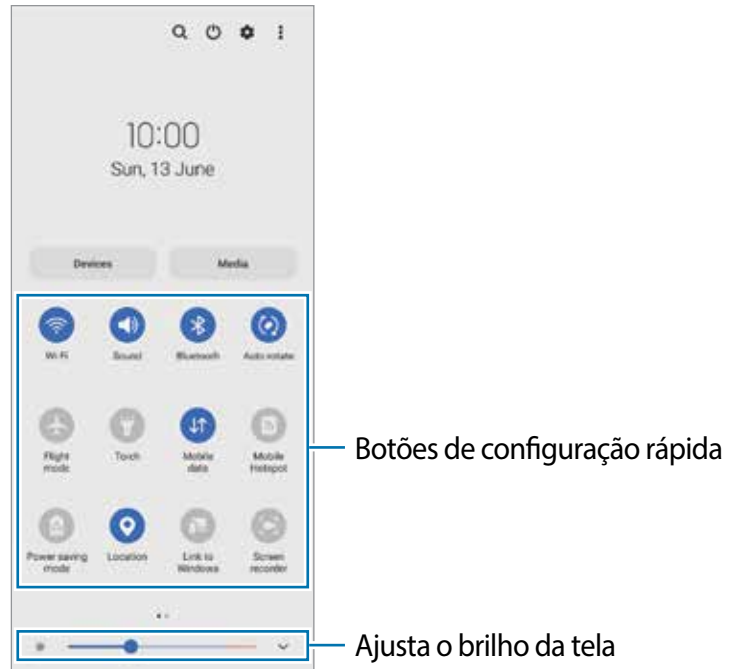 10:00
Sun, 13 June
Devices
Media
Wi-Fi
Sound
Bluetooth
Auto rotate
Flight
mode
Torch
Mobile
data
Mobile
Hotspot
Botões de configuração rápida
Power saving
mode
Location
Link to
Windows
Screen
recorder
Ajusta o brilho da tela